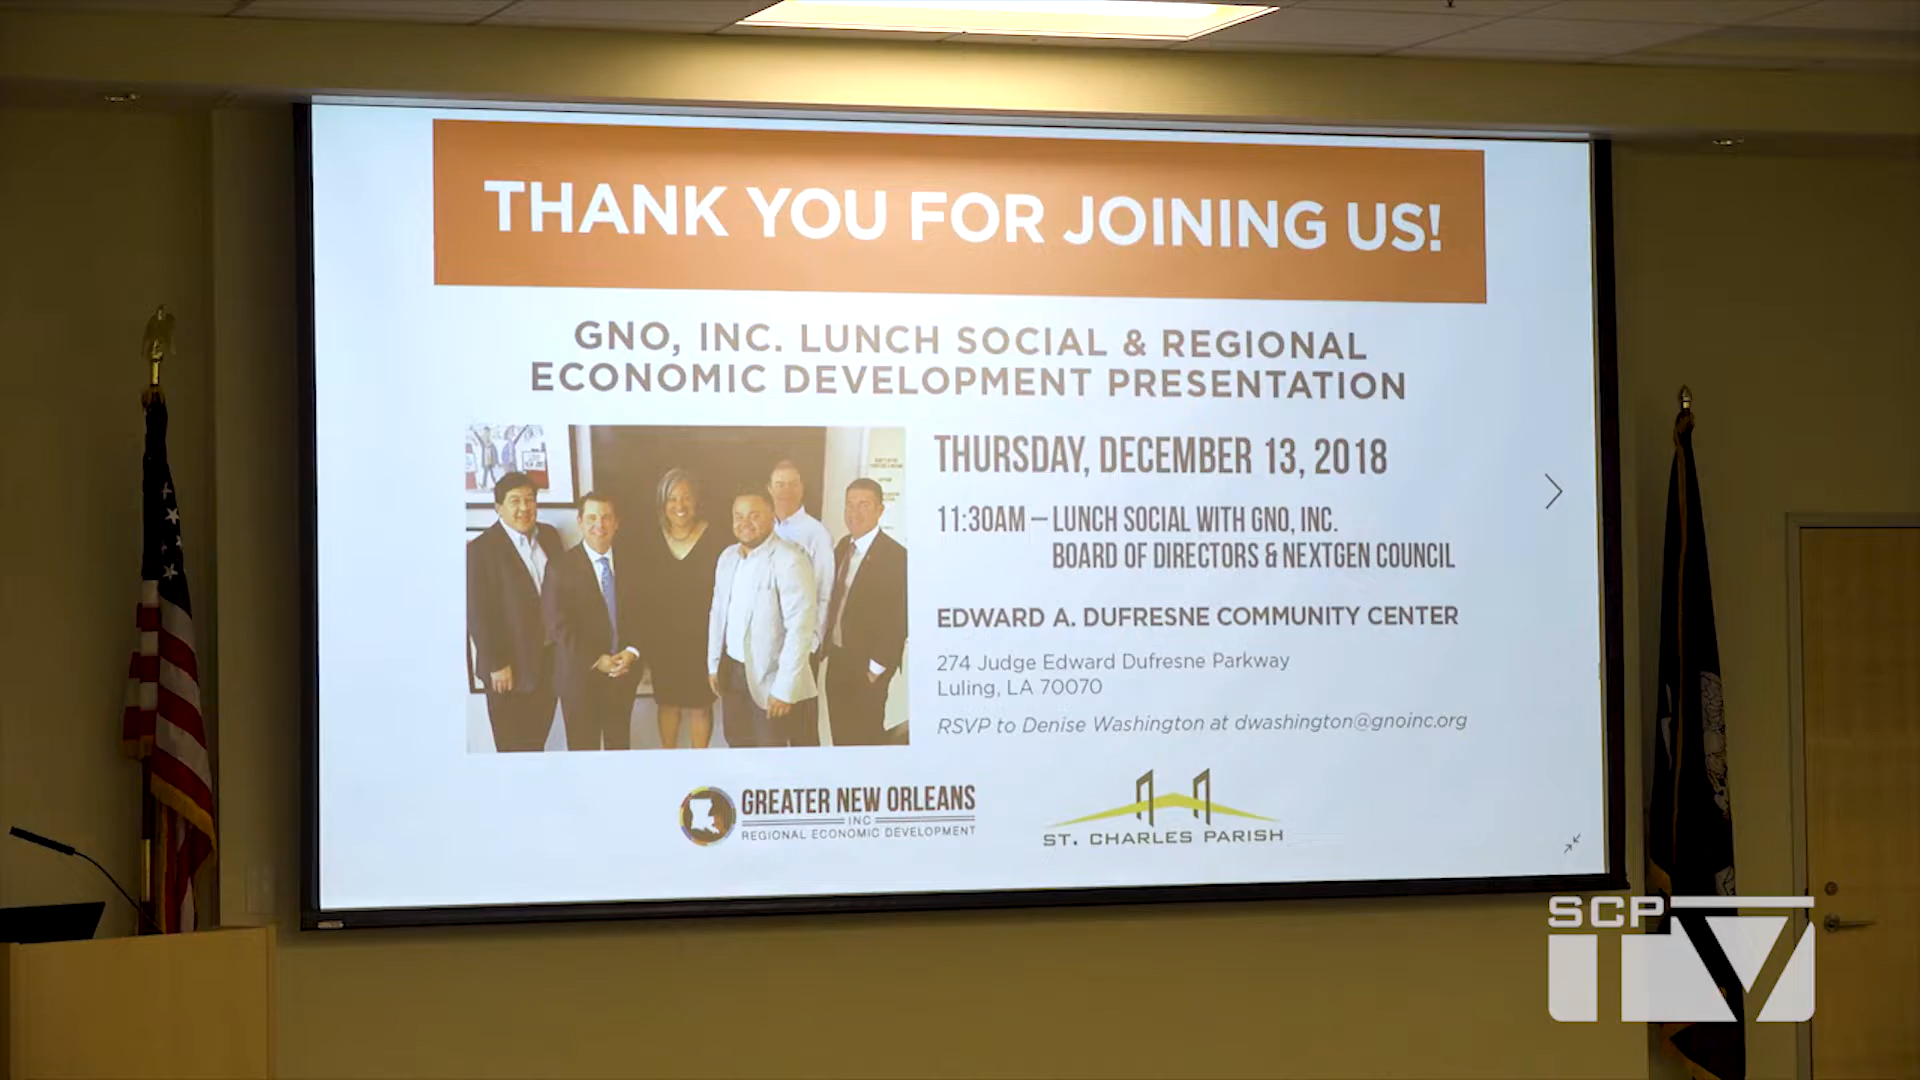 THANK YOU FOR JOINING US!
GNO, INC. LUNCH SOCIAL & REGIONAL
ECONOMIC DEVELOPMENT PRESENTATION
THURSDAY, DECEMBER 13, 2018
11:30AM – LUNCH SOCIAL WITH GNO, INC.
BOARD OF DIRECTORS & NEXTGEN COUNCIL
EDWARD A. DUFRESNE COMMUNITY CENTER
274 Judge Edward Dufresne Parkway
Luling, LA 70070
RSVP to Denise Washington at dwashington@gnoinc.org
GREATER NEW ORLEANS
INC
REGIONAL ECONOMIC DEVELOPMENT
ST. CHARLES PARISH
SCP
TV